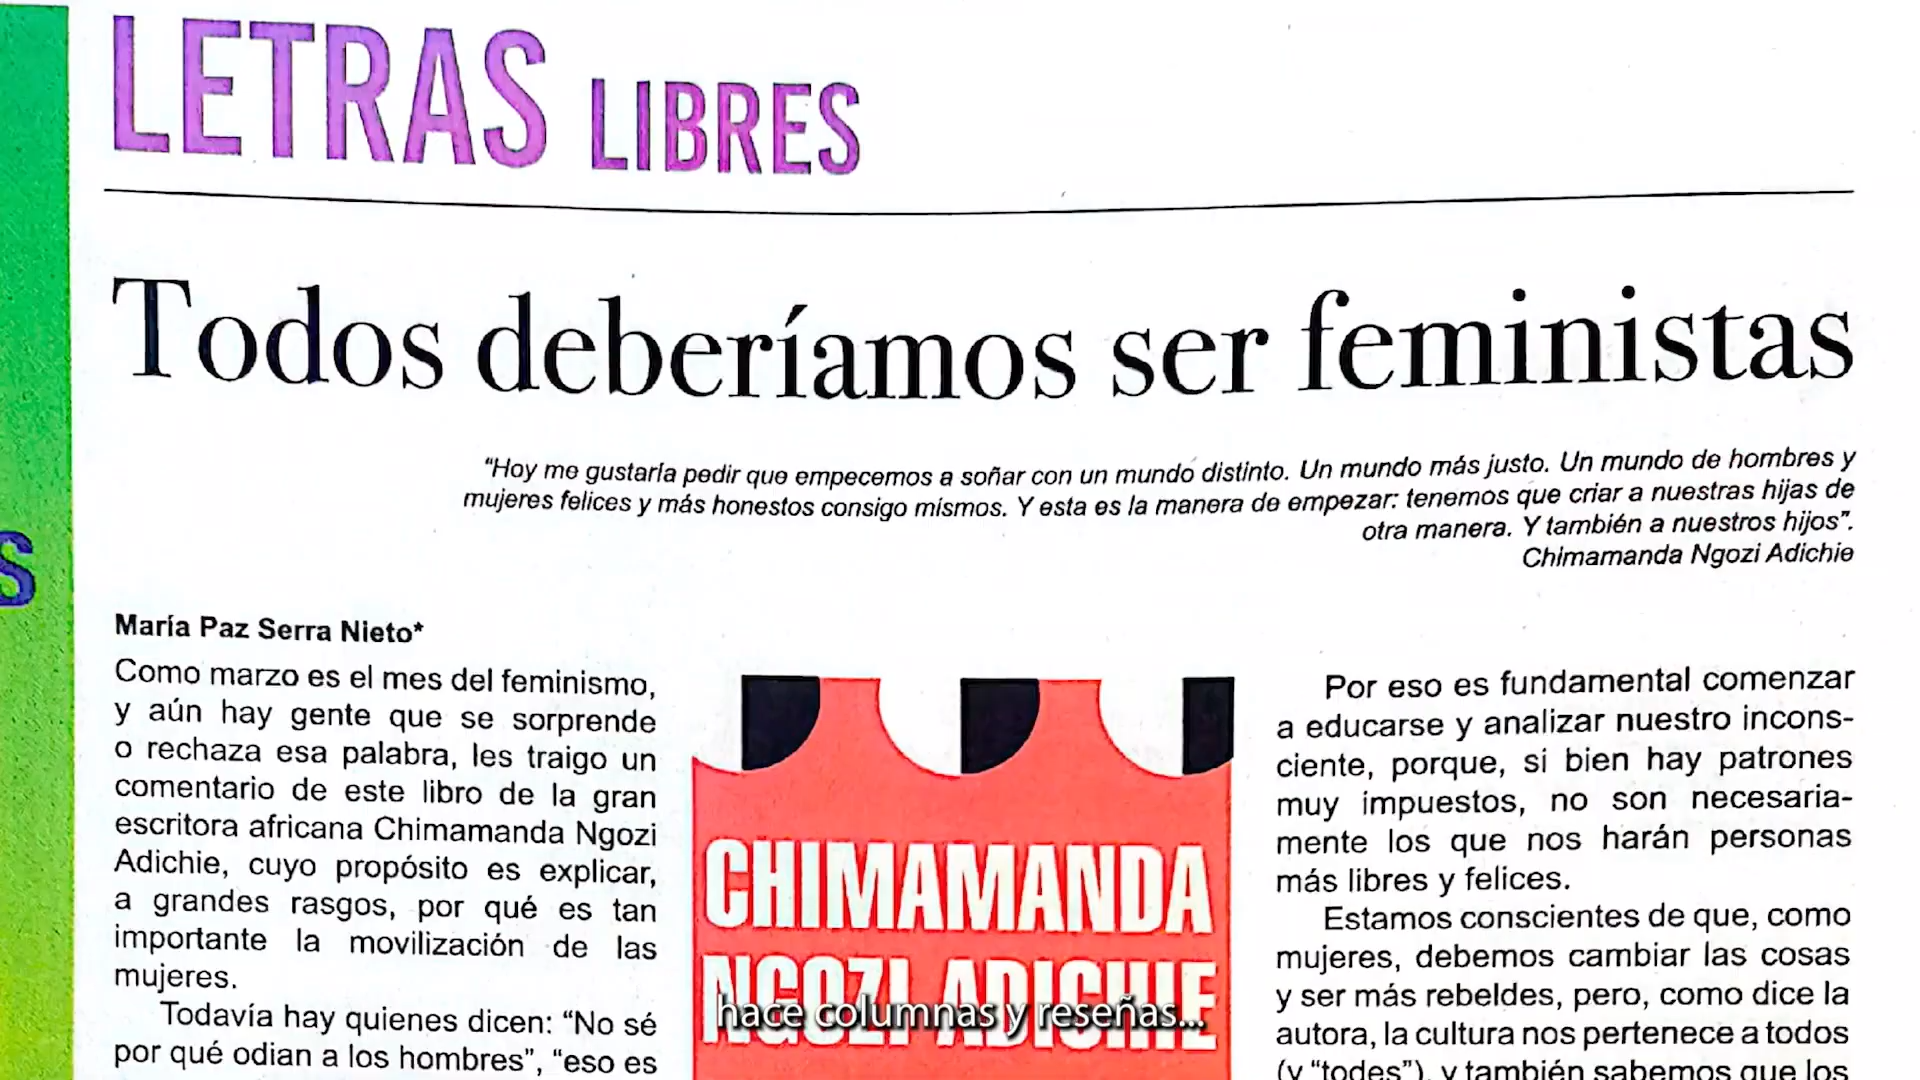 LETRAS LIBRES
Todos deberíamos ser feministas
“Hoy me gustaría pedir que empecemos a soñar con un mundo distinto. Un mundo más justo. Un mundo de hombres y
mujeres felices y más honestos consigo mismos. Y esta es la manera de empezar: tenemos que criar a nuestras hijas de
otra manera. Y también a nuestros hijos”.
Chimamanda Ngozi Adichie
María Paz Serra Nieto*
Como marzo es el mes del feminismo,
y aún hay gente que se sorprende
o rechaza esa palabra, les traigo un
comentario de este libro de la gran
escritora africana Chimamanda Ngozi
Adichie, cuyo propósito es explicar,
a grandes rasgos, por qué es tan
importante la movilización de las
mujeres.
Todavía hay quienes dicen: “No sé
por qué odian a los hombres”, “eso es
CHIMAMANDA
NGOZI ADICHIE
hace columnas y reseñas...
Por eso es fundamental comenzar
a educarse y analizar nuestro incons-
ciente, porque, si bien hay patrones
muy impuestos, no son necesaria-
mente los que nos harán personas
más libres y felices.
Estamos conscientes de que, como
mujeres, debemos cambiar las cosas
y ser más rebeldes, pero, como dice la
autora, la cultura nos pertenece a todos
(y “todes”), y también sabemos que los
S